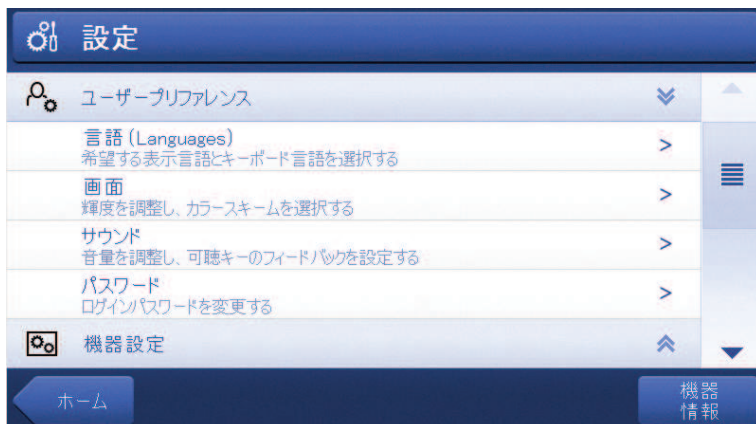 設定
ユーザープリファレンス
言語(Languages)
希望する表示言語とキーボード言語を選択する
画面
輝度を調整し、カラースキームを選択する
サウンド
音量を調整し、可聴キーのフィードバックを設定する
パスワード
ログインパスワードを変更する
機器設定
ホーム
機器
情報